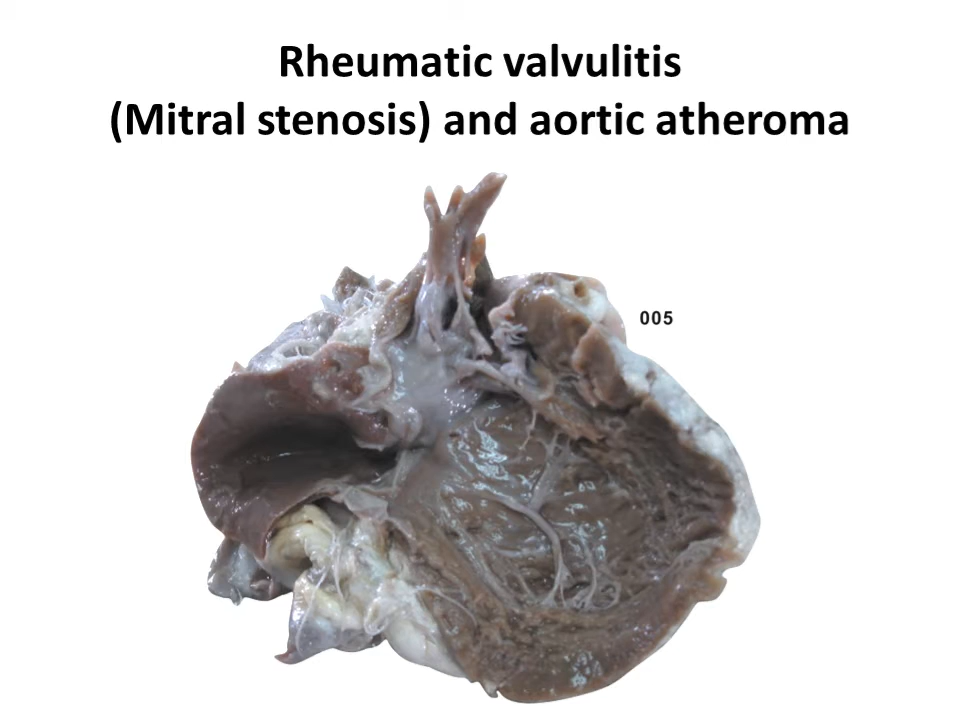 Rheumatic valvulitis
(Mitral stenosis) and aortic atheroma
005